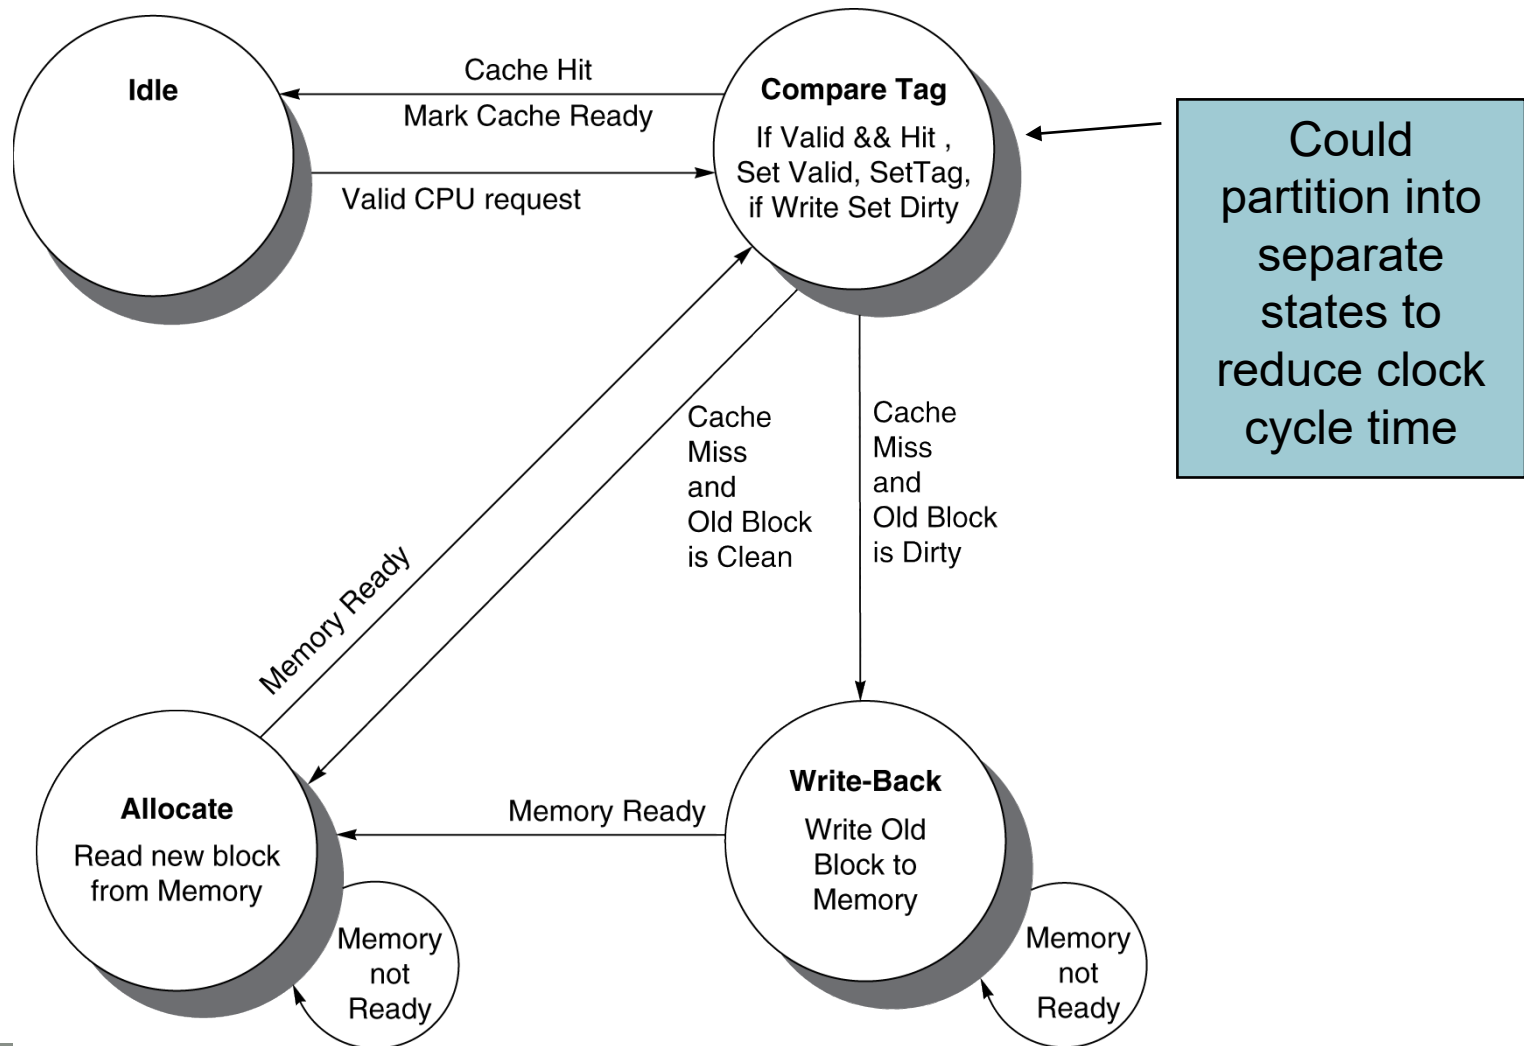 Idle
Cache Hit
Mark Cache Ready
Valid CPU request
Compare Tag
If Valid && Hit ,
Set Valid, SetTag,
if Write Set Dirty
Could
partition into
separate
states to
reduce clock
cycle time
Cache
Miss
and
Old Block
is Clean
Cache
Miss
and
Old Block
is Dirty
Memory Ready
Allocate
Read new block
from Memory
Memory
not
Ready
Memory Ready
Write-Back
Write Old
Block to
Memory
Memory
not
Ready